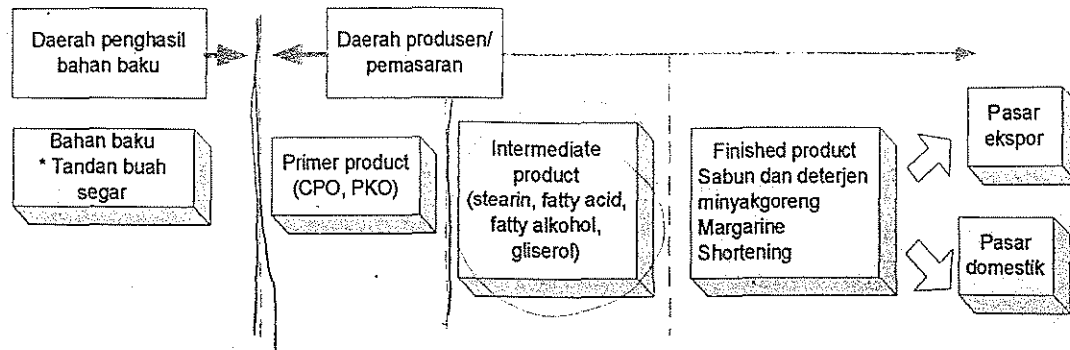 Daerah penghasil
bahan baku
Daerah produsen/
pemasaran
Bahan baku
* Tandan buah
segar
Primer product
(CPO, PKO)
Intermediate
product
(stearin, fatty acid,
fatty alkohol,
gliserol)
Finished product
Sabun dan deterjen
minyakgoreng
Margarine
Shortening
Pasar
ekspor
Pasar
domestik